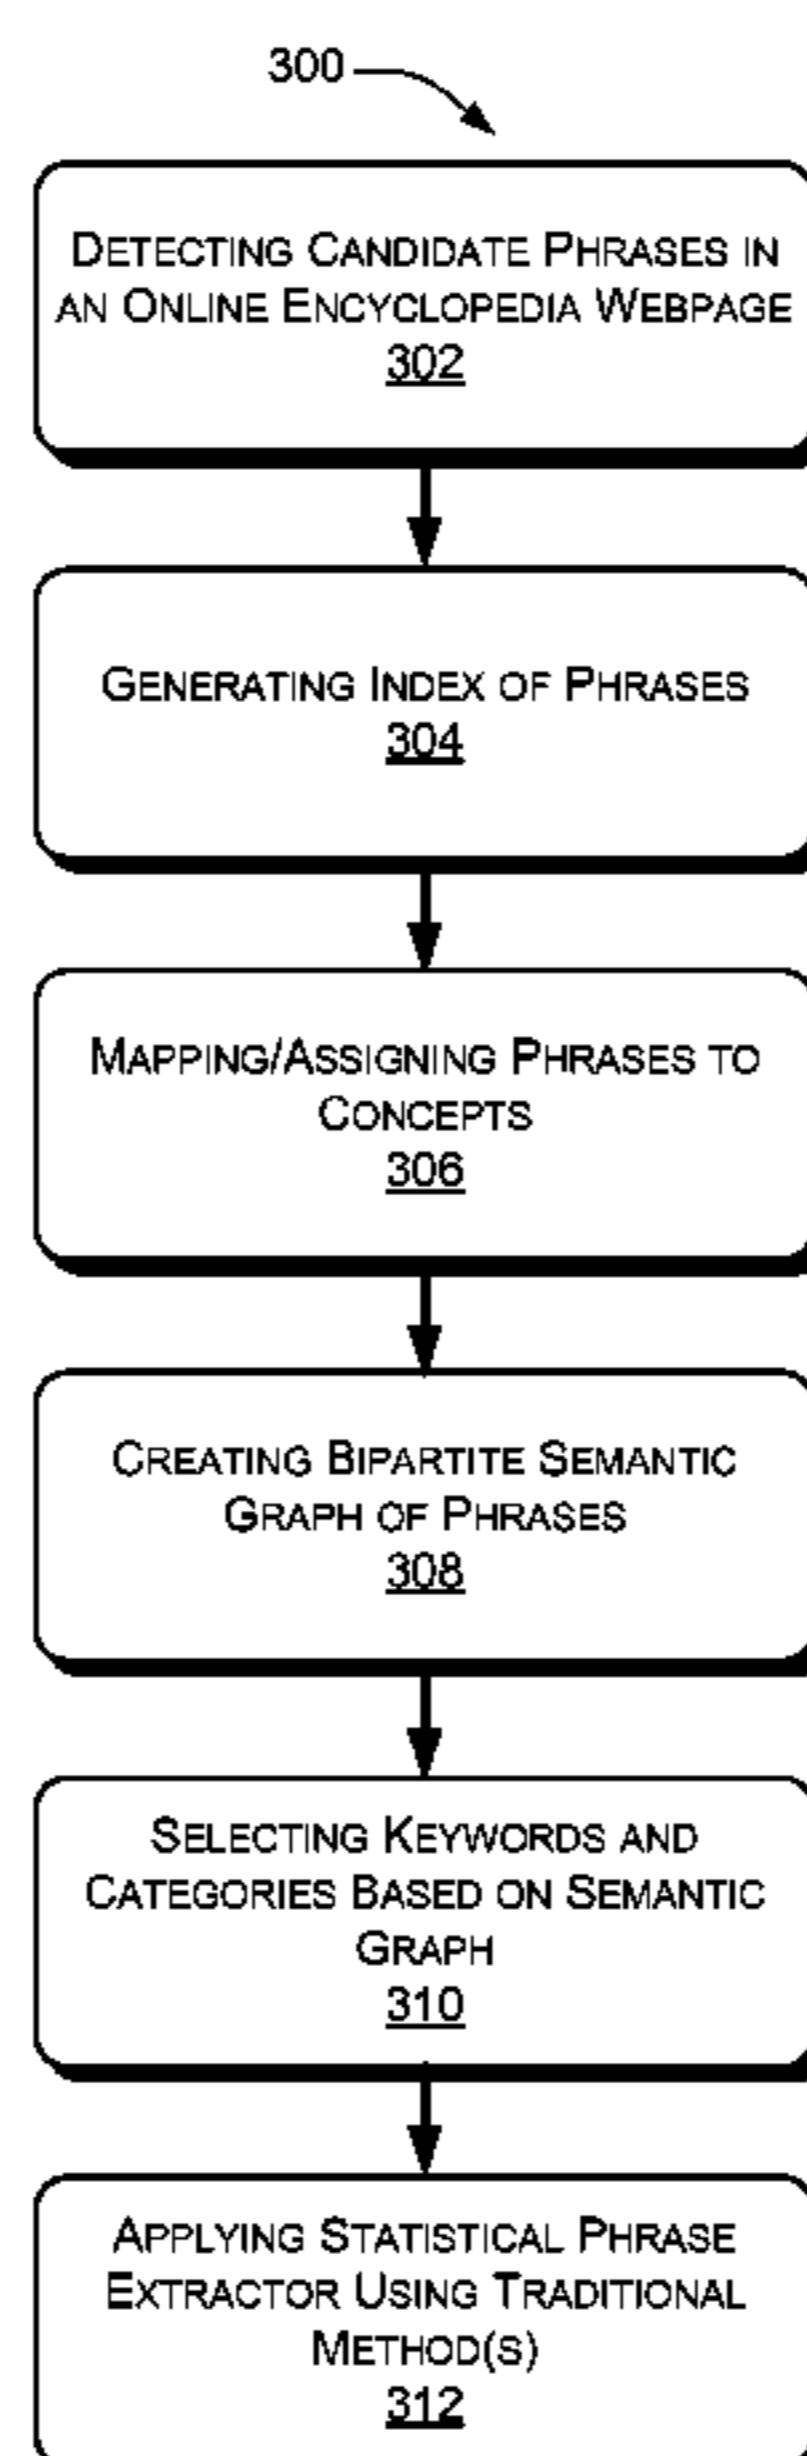 300
DETECTING CANDIDATE PHRASES IN
AN ONLINE ENCYCLOPEDIA WEBPAGE
302
GENERATING INDEX OF PHRASES
304
MAPPING/ASSIGNING PHRASES TO
CONCEPTS
306
CREATING BIPARTITE SEMANTIC
GRAPH OF PHRASES
308
SELECTING KEYWORDS AND
CATEGORIES BASED ON SEMANTIC
GRAPH
310
APPLYING STATISTICAL PHRASE
EXTRACTOR USING TRADITIONAL
METHOD(S)
312